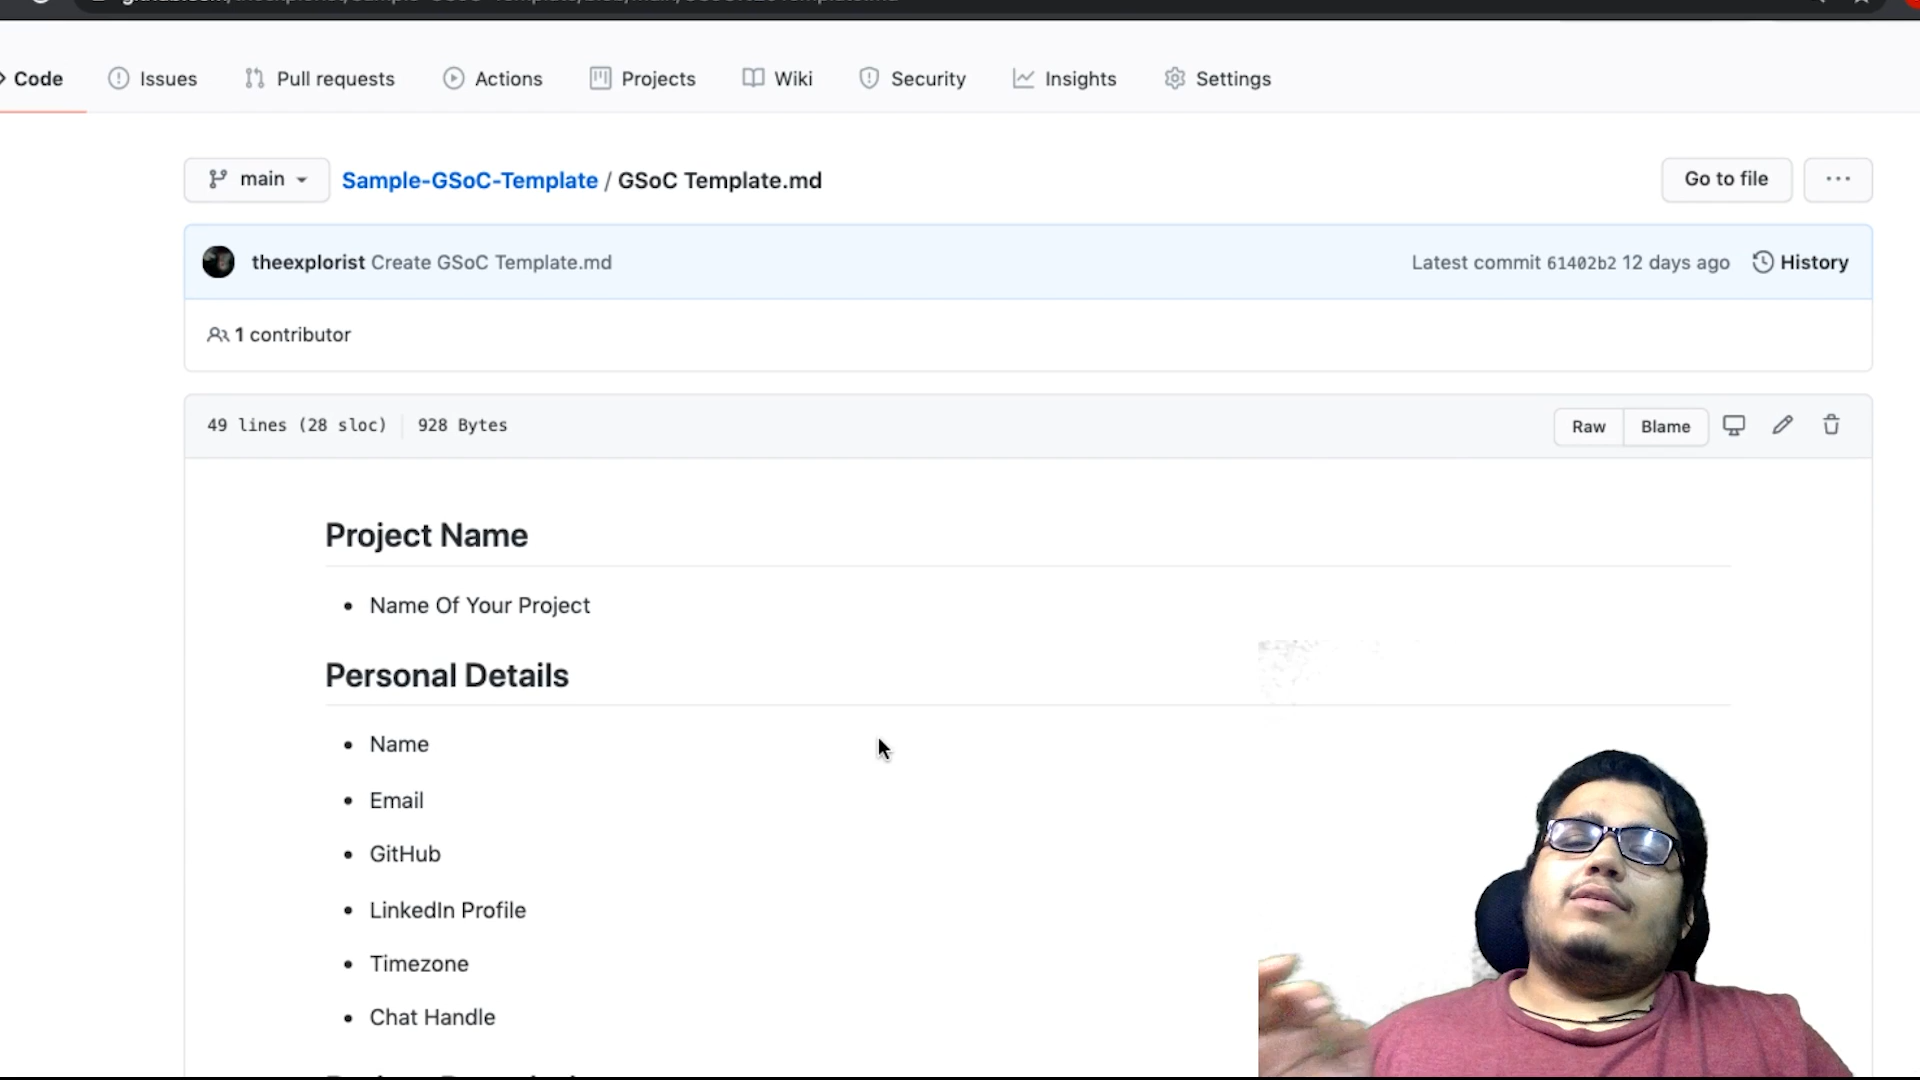 Code Issues Pull requests Actions Projects Wiki Security Insights Settings
main Sample-GSoC-Template / GSoC Template.md Go to file ...
theexplorist Create GSoC Template.md Latest commit 61402b2 12 days ago History
1 contributor
49 lines (28 sloc) 928 Bytes Raw Blame
Project Name
Name Of Your Project
Personal Details
Name
Email
GitHub
LinkedIn Profile
Timezone
Chat Handle